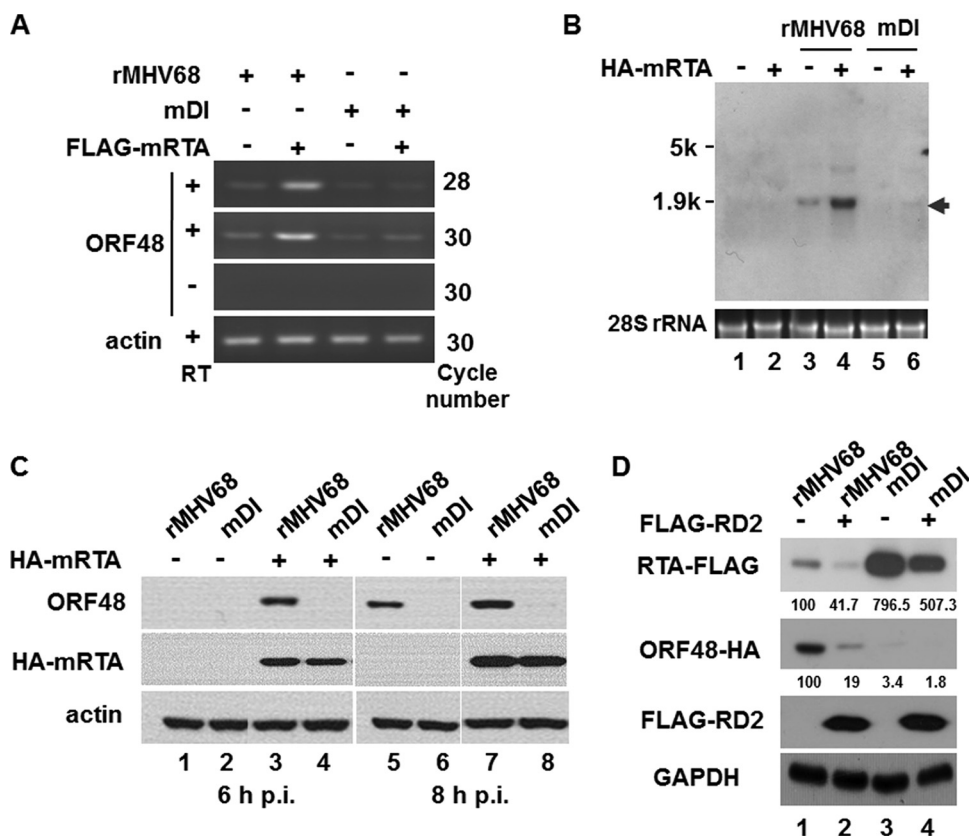 A
rMHV68 + + - -
mDI - - + +
FLAG-mRTA - + - +
+ 28
ORF48 + 30
- 30
actin + 30
RT Cycle number
B
rMHV68 mDI
HA-mRTA - + - + - +
5k
1.9k
28S rRNA
1 2 3 4 5 6
C
rMHV68 mDI rMHV68 mDI rMHV68 mDI rMHV68 mDI
HA-mRTA - - + + - - + +
ORF48
HA-mRTA
actin
1 2 3 4 5 6 7 8
6 h p.i. 8 h p.i.
D
rMHV68 rMHV68 mDI mDI
FLAG-RD2 - + - +
RTA-FLAG
100 41.7 796.5 507.3
ORF48-HA
100 19 3.4 1.8
FLAG-RD2
GAPDH
1 2 3 4